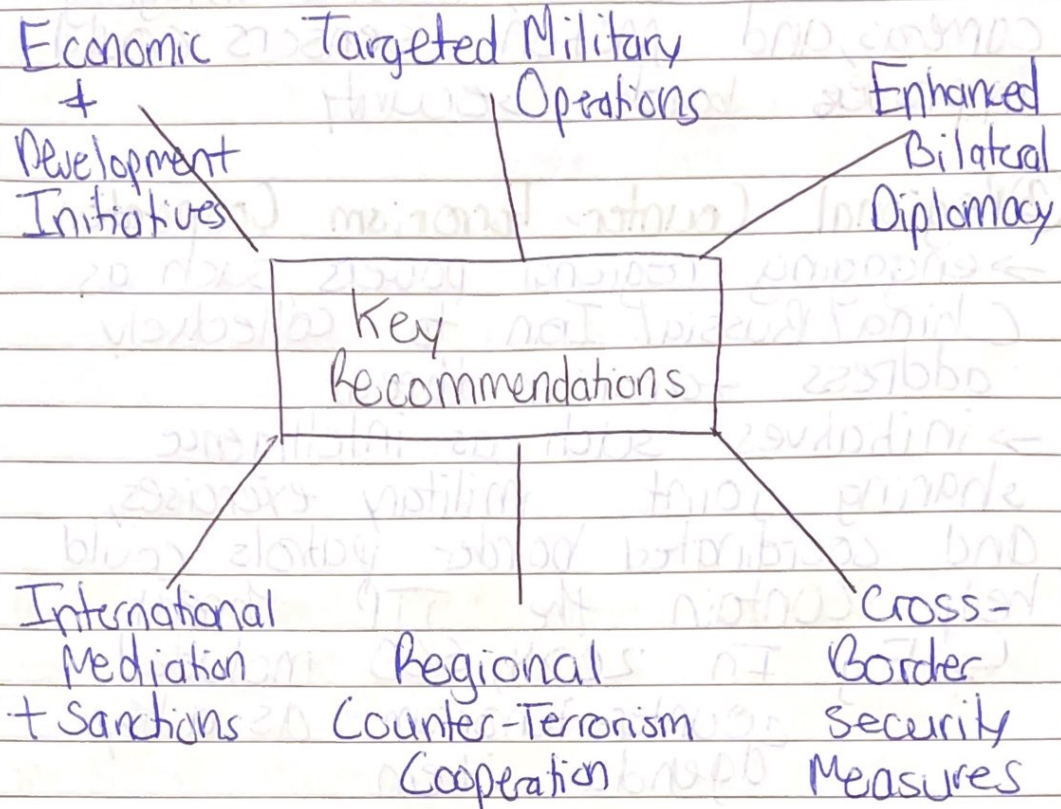 Economic
+
Development
Initiatives
Targeted Military
Operations
Enhanced
Bilateral
Diplomacy
Key
Recommendations
International
Mediation
+ Sanctions
Regional
Counter-Terrorism
Cooperation
Cross-
Border
Security
Measures